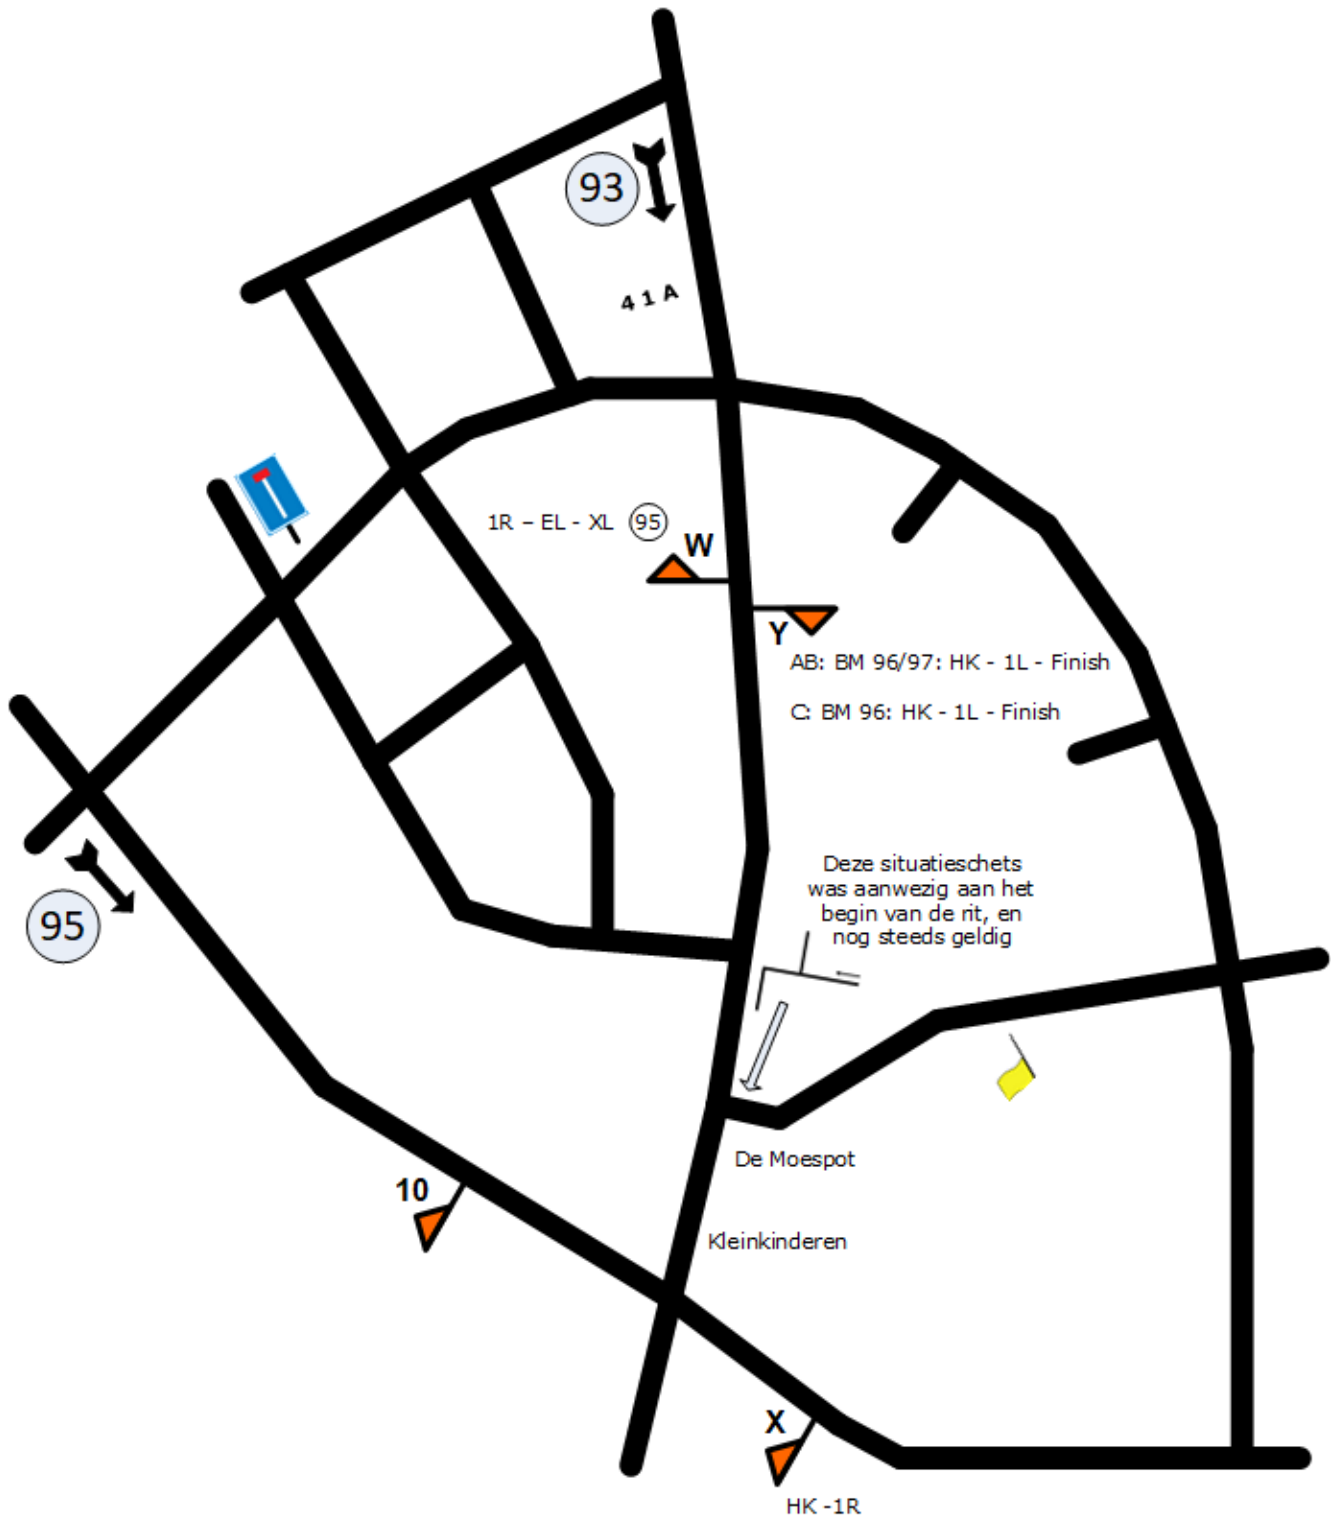 93
4 1 A
1R – EL - XL 95
W
Y
AB: BM 96/97: HK - 1L - Finish
C: BM 96: HK - 1L - Finish
Deze situatieschets
was aanwezig aan het
begin van de rit, en
nog steeds geldig
95
De Moespot
10
Kleinkinderen
X
HK -1R